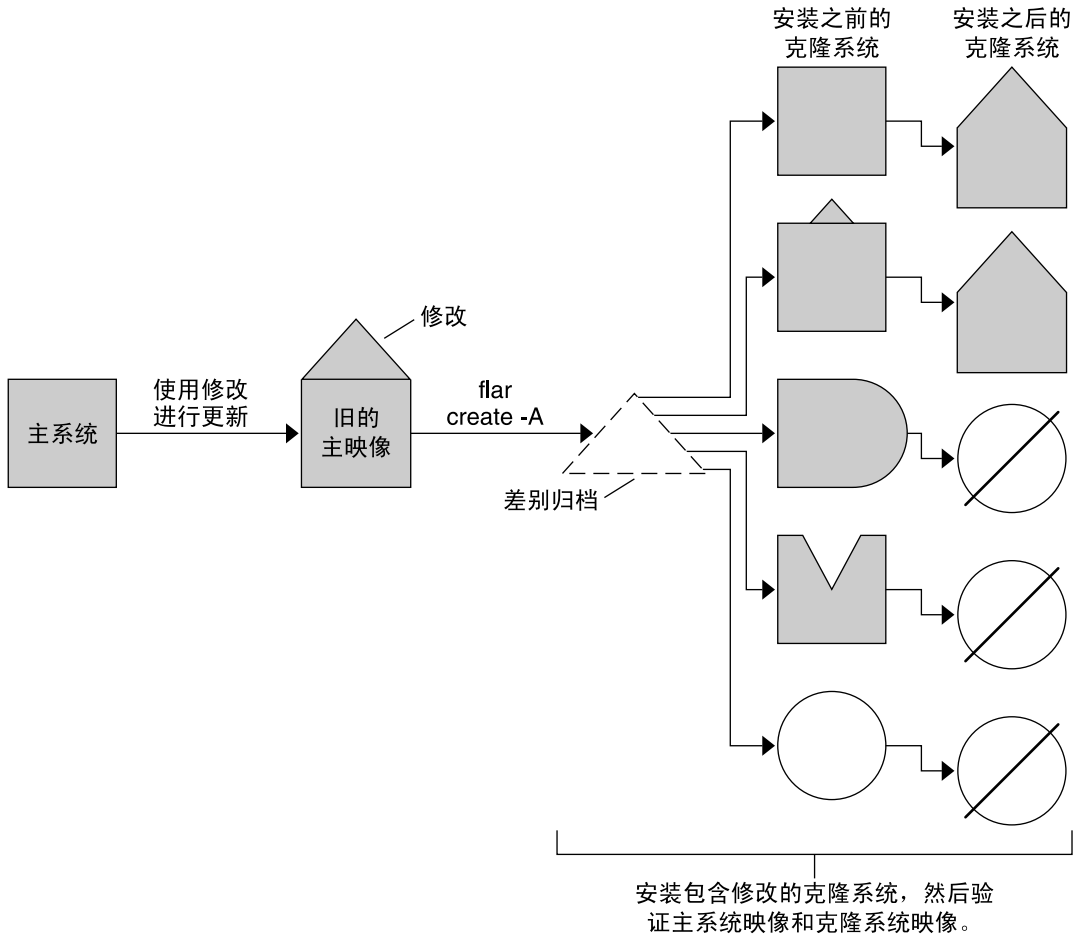 安装之前的
克隆系统
安装之后的
克隆系统
修改
使用修改
进行更新
主系统
旧的
主映像
flar
create -A
差别归档
安装包含修改的克隆系统，然后验
证主系统映像和克隆系统映像。